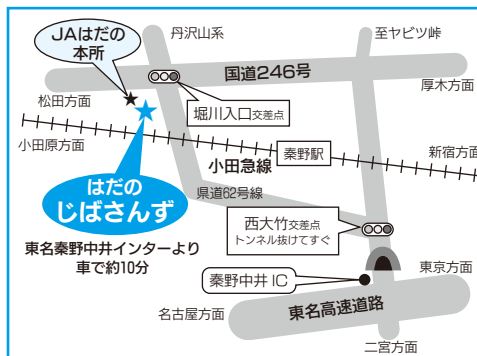 丹沢山系
至ヤビツ峠
JAはだの
本所
国道246号
松田方面
厚木方面
堀川入口交差点
小田原方面
秦野駅
小田急線
新宿方面
はだの
じばさんず
県道62号線
西大竹交差点
トンネル抜けてすぐ
東名秦野中井インターより
車で約10分
秦野中井 IC
東京方面
東名高速道路
名古屋方面
二宮方面